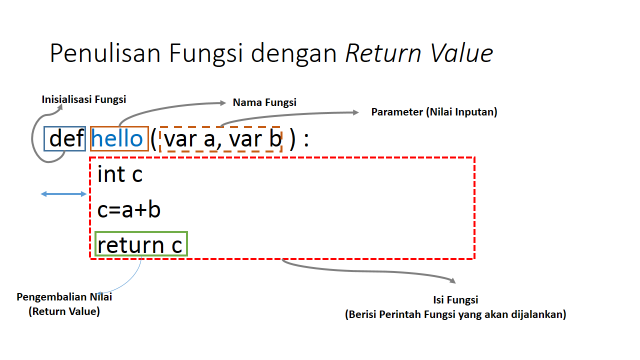 Penulisan Fungsi dengan Return Value
Inisialisasi Fungsi
Nama Fungsi
Parameter (Nilai Inputan)
def hello ( var a, var b ) :
int c
c=a+b
return c
Pengembalian Nilai
(Return Value)
Isi Fungsi
(Berisi Perintah Fungsi yang akan dijalankan)